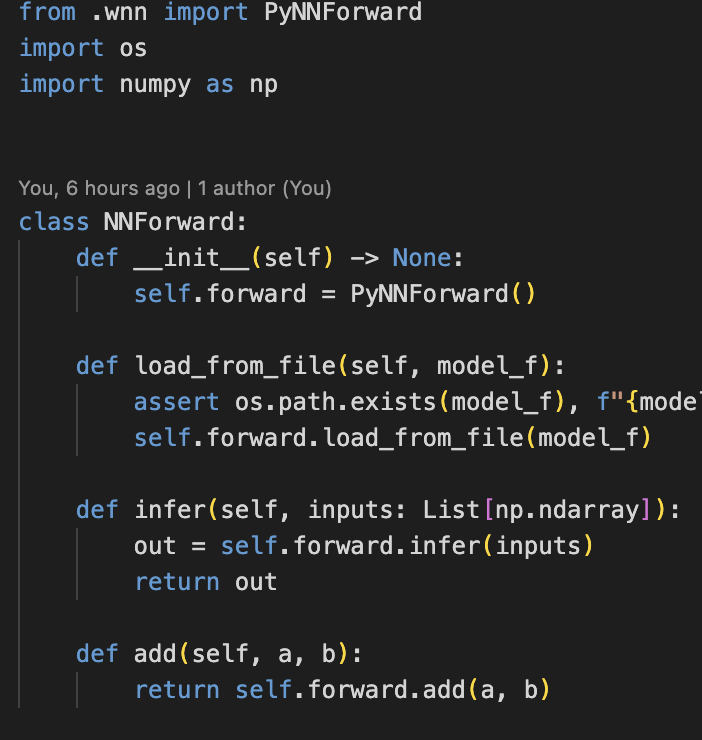 from .wnn import PyNNForward
import os
import numpy as np
You, 6 hours ago | 1 author (You)
class NNForward:
    def __init__(self) -> None:
        self.forward = PyNNForward()
    def load_from_file(self, model_f):
        assert os.path.exists(model_f), f"{model
        self.forward.load_from_file(model_f)
    def infer(self, inputs: List[np.ndarray]):
        out = self.forward.infer(inputs)
        return out
    def add(self, a, b):
        return self.forward.add(a, b)